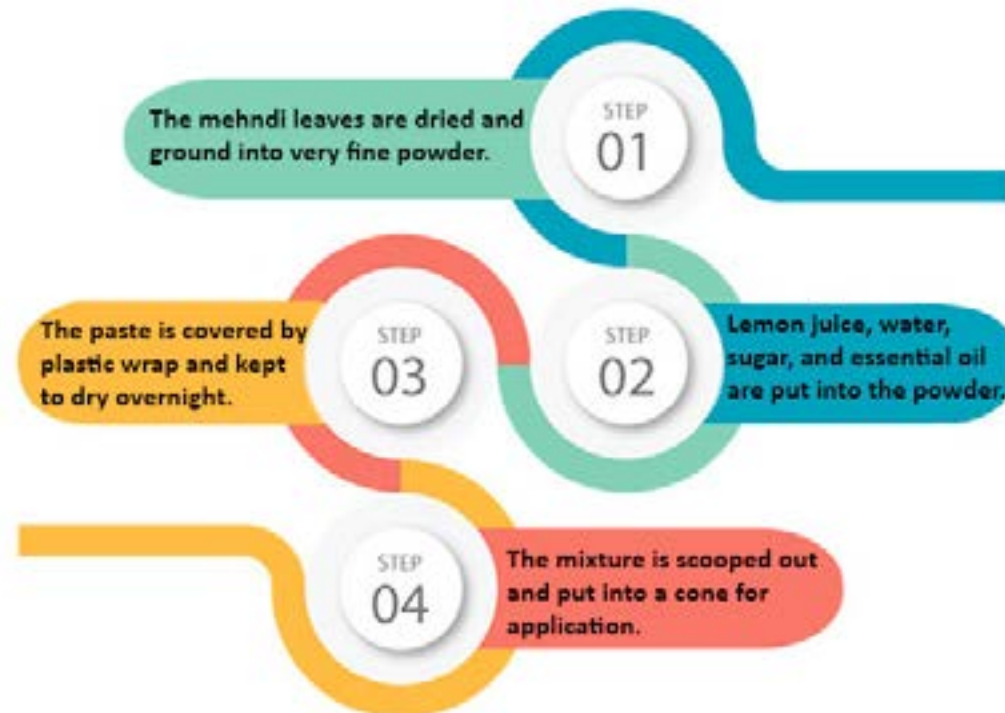 STEP
01
The mehndi leaves are dried and
ground into very fine powder.
STEP
02
Lemon juice, water,
sugar, and essential oil
are put into the powder.
STEP
03
The paste is covered by
plastic wrap and kept
to dry overnight.
STEP
04
The mixture is scooped out
and put into a cone for
application.